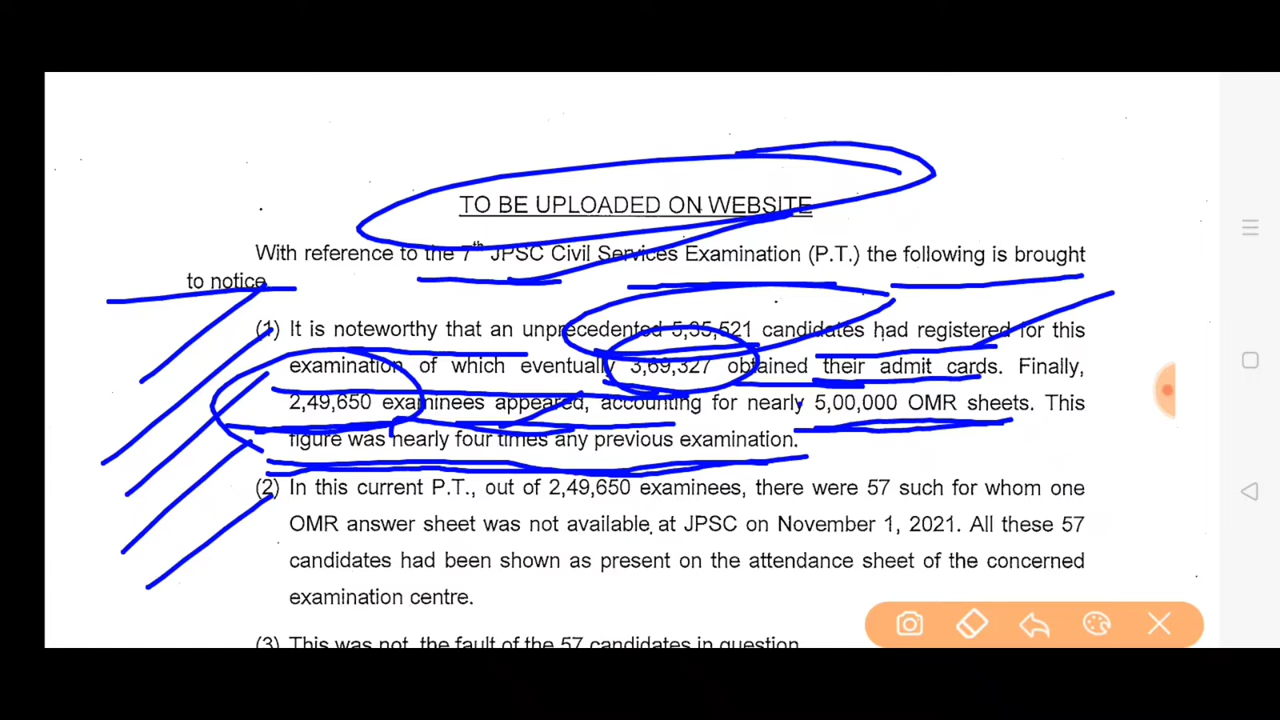 TO BE UPLOADED ON WEBSITE
With reference to the 7th JPSC Civil Services Examination (P.T.) the following is brought
to notice
(1) It is noteworthy that an unprecedented 5,35,521 candidates had registered for this
examination of which eventually 3,69,327 obtained their admit cards. Finally,
2,49,650 examinees appeared, accounting for nearly 5,00,000 OMR sheets. This
figure was nearly four times any previous examination.
(2) In this current P.T., out of 2,49,650 examinees, there were 57 such for whom one
OMR answer sheet was not available at JPSC on November 1, 2021. All these 57
candidates had been shown as present on the attendance sheet of the concerned
examination centre.
(3) This was not the fault of the 57 candidates in question